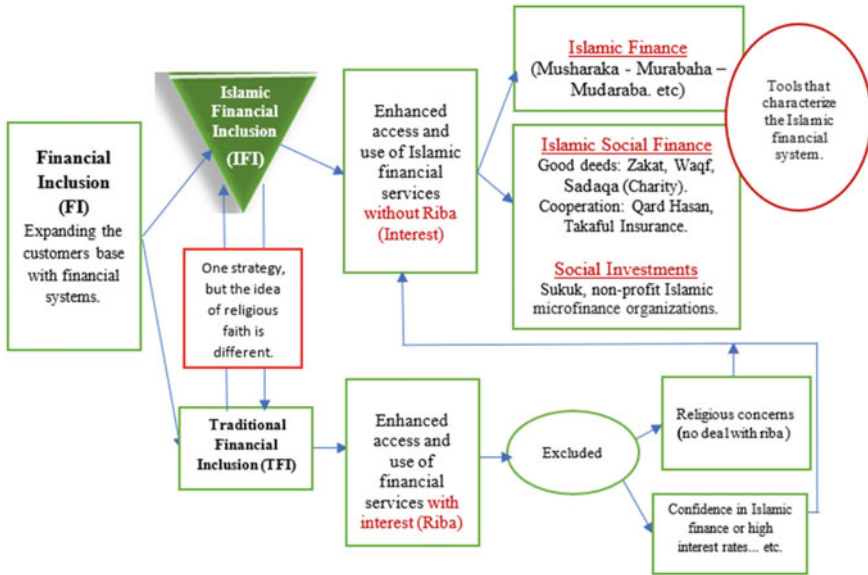 Financial
Inclusion
(FI)
Expanding the
customers base
with financial
systems.
Islamic
Financial
Inclusion
(IFI)
One strategy,
but the idea
of religious
faith is
different.
Traditional
Financial
Inclusion (TFI)
Enhanced
access and
use of Islamic
financial
services
without Riba
(Interest)
Enhanced
access and
use of
financial
services with
interest (Riba)
Islamic Finance
(Musharaka - Murabaha –
Mudaraba. etc)
Islamic Social Finance
Good deeds: Zakat, Waqf,
Sadaqa (Charity).
Cooperation: Qard Hasan,
Takaful Insurance.
Social Investments
Sukuk, non-profit Islamic
microfinance organizations.
Tools that
characterize
the Islamic
financial
system.
Excluded
Religious concerns
(no deal with riba)
Confidence in Islamic
finance or high
interest rates... etc.